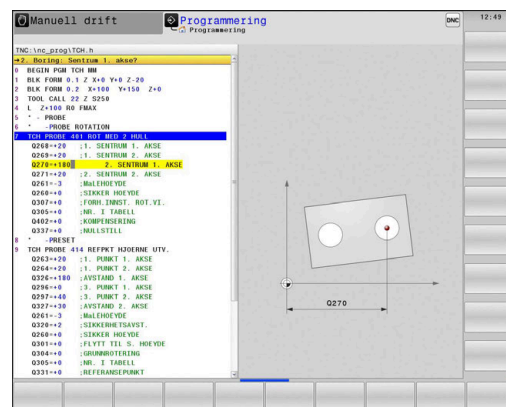 Manuell drift
Programmering
Programmering
DNC
12:49
TNC:\nc_prog\TCH.h
→2. Boring: Sentrum 1. akse?
0 BEGIN PGM TCH MM
1 BLK FORM 0.1 Z X+0 Y+0 Z-20
2 BLK FORM 0.2 X+100 Y+150 Z+0
3 TOOL CALL 22 Z S250
4 L Z+100 R0 FMAX
5 * - PROBE
6 * -PROBE ROTATION
7 TCH PROBE 401 ROT MED 2 HULL
Q268=+20 ;1. SENTRUM 1. AKSE
Q269=+20 ;1. SENTRUM 2. AKSE
Q270=+180 2. SENTRUM 1. AKSE
Q271=+20 ;2. SENTRUM 2. AKSE
Q261=-3 ;MaLEHOEYDE
Q260=+0 ;SIKKER HOEYDE
Q307=+0 ;FORH.INNST. ROT.VI.
Q305=+0 ;NR. I TABELL
Q402=+0 ;KOMPENSERING
Q337=+0 ;NULLSTILL
8 * -PRESET
9 TCH PROBE 414 REFPKT HJOERNE UTV.
Q263=+20 ;1. PUNKT 1. AKSE
Q264=+20 ;1. PUNKT 2. AKSE
Q326=+180 ;AVSTAND 1. AKSE
Q296=+0 ;3. PUNKT 1. AKSE
Q297=+40 ;3. PUNKT 2. AKSE
Q327=+30 ;AVSTAND 2. AKSE
Q261=-3 ;MaLEHOEYDE
Q320=+2 ;SIKKERHETSAVST.
Q260=+0 ;SIKKER HOEYDE
Q301=+0 ;FLYTT TIL S. HOEYDE
Q304=+0 ;GRUNNROTERING
Q305=+0 ;NR. I TABELL
Q331=+0 ;REFERANSEPUNKT
Q270